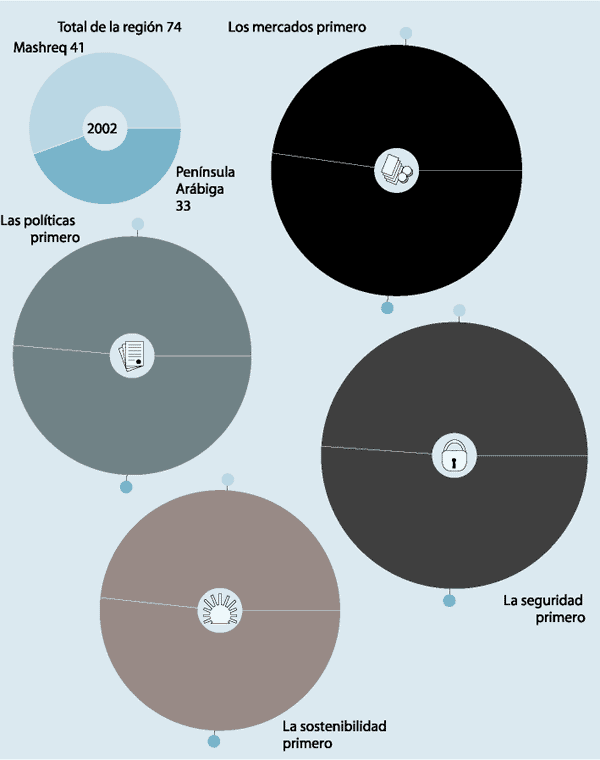 Total de la región 74
Mashreq 41
2002
Península
Arábiga
33
Los mercados primero
Las políticas
primero
La seguridad
primero
La sostenibilidad
primero